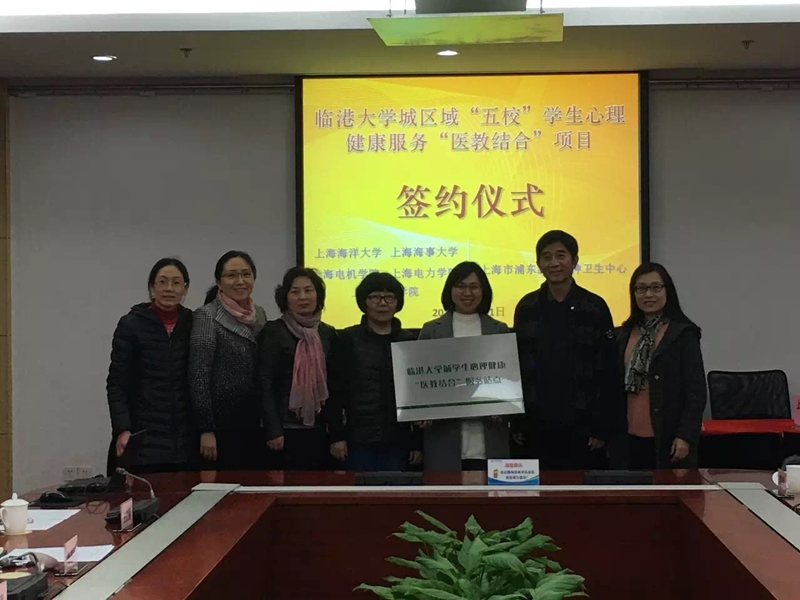 临港大学城区域“五校”学生心理
健康服务“医教结合”项目
签约仪式
上海海洋大学 上海海事大学
海电机学院 上海电力学 上海市浦东 卫生中心
学院
临港大学城学生心理健康
“医教结合”服务站点